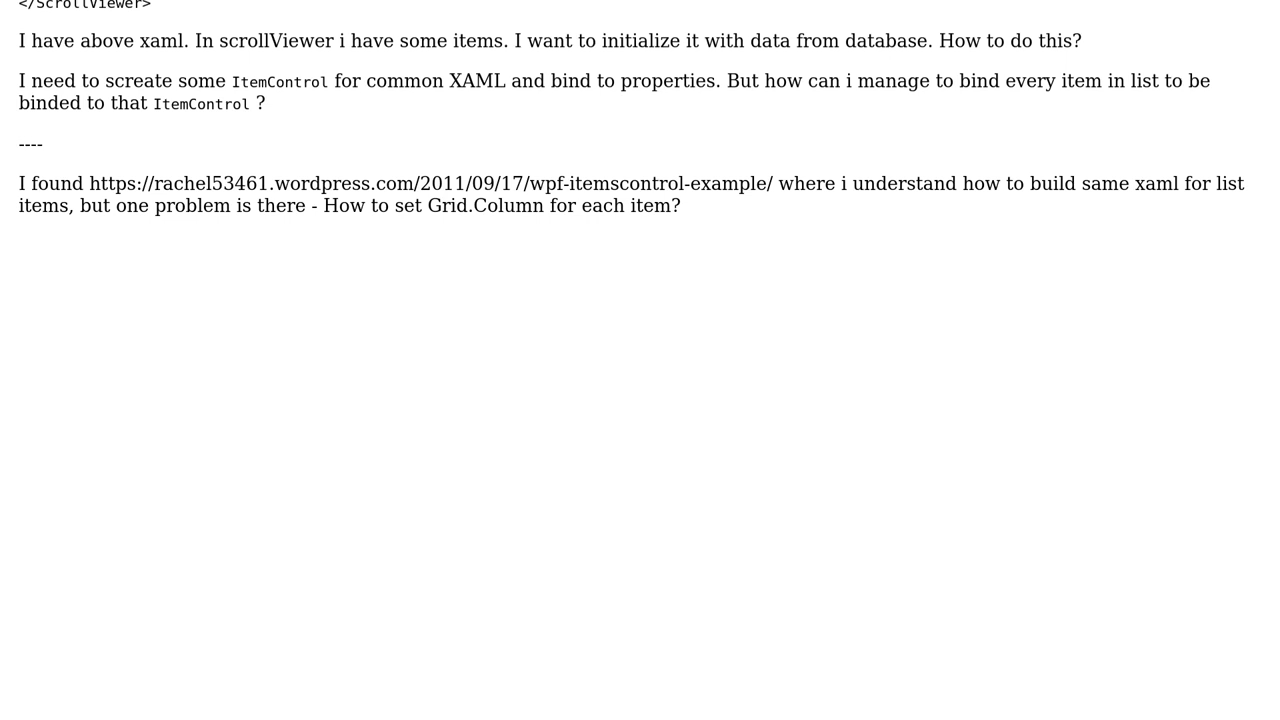 </ScrollViewer>
I have above xaml. In scrollViewer i have some items. I want to initialize it with data from database. How to do this?
I need to screate some ItemControl for common XAML and bind to properties. But how can i manage to bind every item in list to be
binded to that ItemControl ?
----
I found https://rachel53461.wordpress.com/2011/09/17/wpf-itemscontrol-example/ where i understand how to build same xaml for list
items, but one problem is there - How to set Grid.Column for each item?